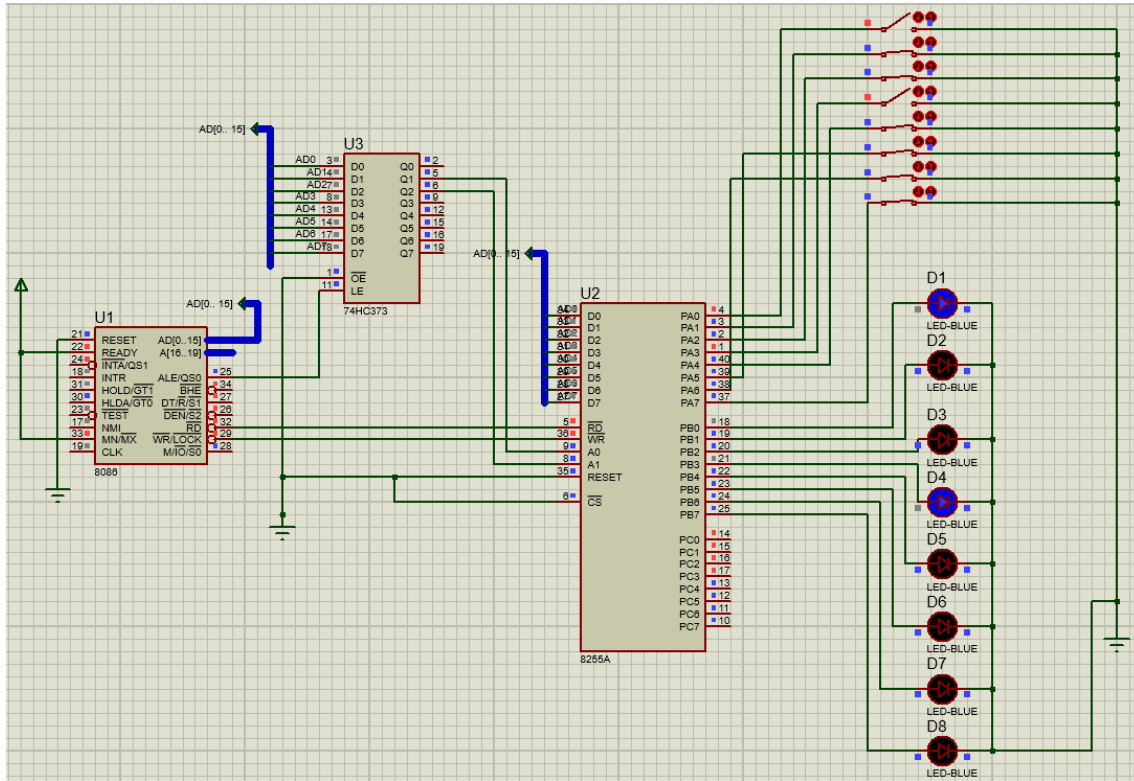 AD[0.. 15]
U3
AD0 3 D0 Q0 2
AD1 4 D1 Q1 5
AD2 7 D2 Q2 6
AD3 8 D3 Q3 9
AD4 13 D4 Q4 12
AD5 14 D5 Q5 15
AD6 17 D6 Q6 16
AD7 18 D7 Q7 19
1 OE
11 LE
74HC373
AD[0.. 15]
AD[0.. 15]
U1
21 RESET AD[0..15]
22 READY A[16..19]
24 INTA/QS1
18 INTR ALE/QS0 25
31 HOLD/GT1 BHE 34
30 HLDA/GT0 DT/R/S1 27
23 TEST DEN/S2 26
17 NMI RD 32
33 MN/MX WR/LOCK 29
19 CLK M/IO/S0 28
8086
U2
D0 PA0 4
D1 PA1 3
D2 PA2 2
D3 PA3 1
D4 PA4 40
D5 PA5 39
D6 PA6 38
D7 PA7 37
5 RD PB0 18
36 WR PB1 19
9 A0 PB2 20
8 A1 PB3 21
35 RESET PB4 22
6 CS PB5 23
PB6 24
PB7 25
PC0 14
PC1 15
PC2 16
PC3 17
PC4 13
PC5 12
PC6 11
PC7 10
8255A
D1
LED-BLUE
D2
LED-BLUE
D3
LED-BLUE
D4
LED-BLUE
D5
LED-BLUE
D6
LED-BLUE
D7
LED-BLUE
D8
LED-BLUE